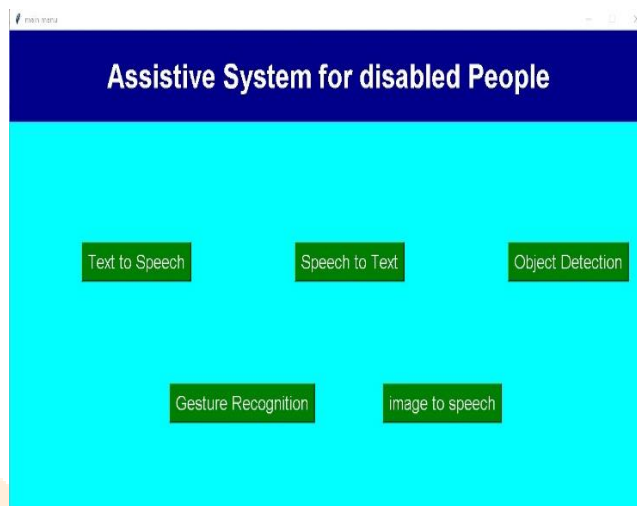 main menu
Assistive System for disabled People
Text to Speech Speech to Text Object Detection
Gesture Recognition image to speech